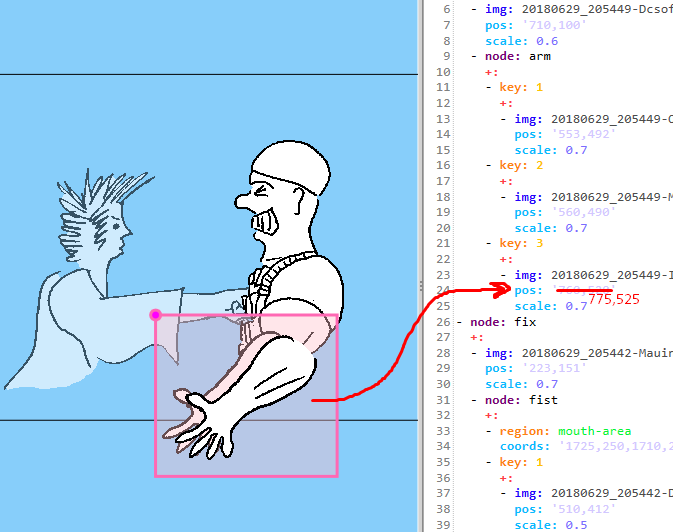 6 - img: 20180629_205449-Dcsof
7 pos: '710,100'
8 scale: 0.6
9 - node: arm
10 +:
11 - key: 1
12 +:
13 - img: 20180629_205449-
14 pos: '553,492'
15 scale: 0.7
16 - key: 2
17 +:
18 - img: 20180629_205449-M
19 pos: '560,490'
20 scale: 0.7
21 - key: 3
22 +:
23 - img: 20180629_205449-
24 pos:
775,525
25 scale: 0.7
26 - node: fix
27 +:
28 - img: 20180629_205442-Mauin
29 pos: '223,151'
30 scale: 0.7
31 - node: fist
32 +:
33 - region: mouth-area
34 coords: '1725,250,1710,2
35 - key: 1
36 +:
37 - img: 20180629_205442-D
38 pos: '510,412'
39 scale: 0.5